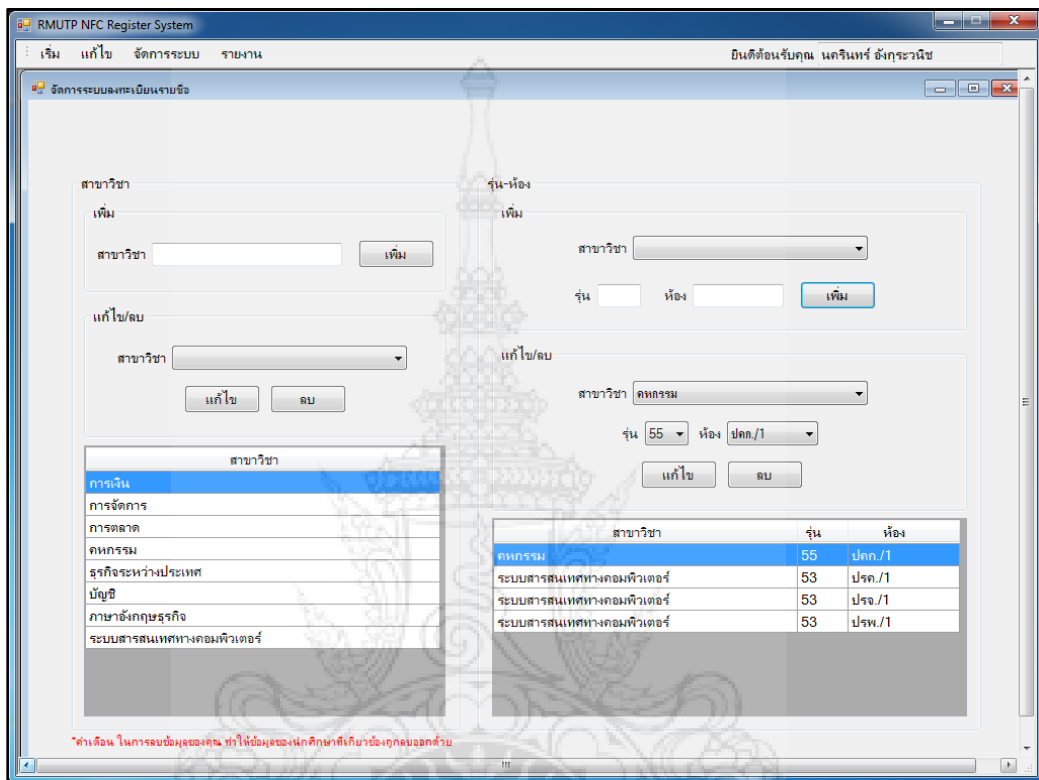 RMUTP NFC Register System
เริ่ม แก้ไข จัดการระบบ รายงาน ยินดีต้อนรับคุณ นครินทร์ อังกุระวนิช
จัดการระบบลงทะเบียนรายชื่อ
สาขาวิชา
เพิ่ม
สาขาวิชา เพิ่ม
แก้ไข/ลบ
สาขาวิชา
แก้ไข ลบ
สาขาวิชา
การเงิน
การจัดการ
การตลาด
คหกรรม
ธุรกิจระหว่างประเทศ
บัญชี
ภาษาอังกฤษธุรกิจ
ระบบสารสนเทศทางคอมพิวเตอร์
รุ่น-ห้อง
เพิ่ม
สาขาวิชา
รุ่น ห้อง เพิ่ม
แก้ไข/ลบ
สาขาวิชา คหกรรม
รุ่น 55 ห้อง ปคก./1
แก้ไข ลบ
สาขาวิชา รุ่น ห้อง
คหกรรม 55 ปคก./1
ระบบสารสนเทศทางคอมพิวเตอร์ 53 ปรค./1
ระบบสารสนเทศทางคอมพิวเตอร์ 53 ปรจ./1
ระบบสารสนเทศทางคอมพิวเตอร์ 53 ปรพ./1
*คำเตือน ในการลบข้อมูลของคุณ ทำให้ข้อมูลของนักศึกษาที่เกี่ยวข้องถูกลบออกด้วย